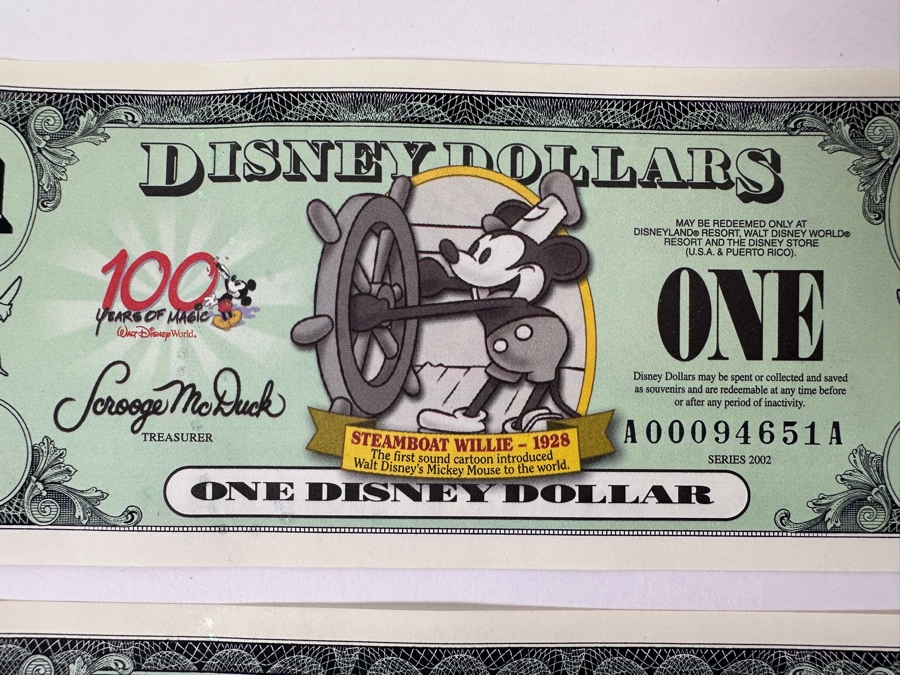 DISNEY DOLLARS
MAY BE REDEEMED ONLY AT
DISNEYLAND® RESORT, WALT DISNEY WORLD®
RESORT AND THE DISNEY STORE
(U.S.A. & PUERTO RICO).
100
YEARS OF MAGIC
Walt Disney World.
ONE
Disney Dollars may be spent or collected and saved
as souvenirs and are redeemable at any time before
or after any period of inactivity.
Scrooge McDuck
TREASURER
STEAMBOAT WILLIE – 1928
The first sound cartoon introduced
Walt Disney's Mickey Mouse to the world.
A00094651A
SERIES 2002
ONE DISNEY DOLLAR